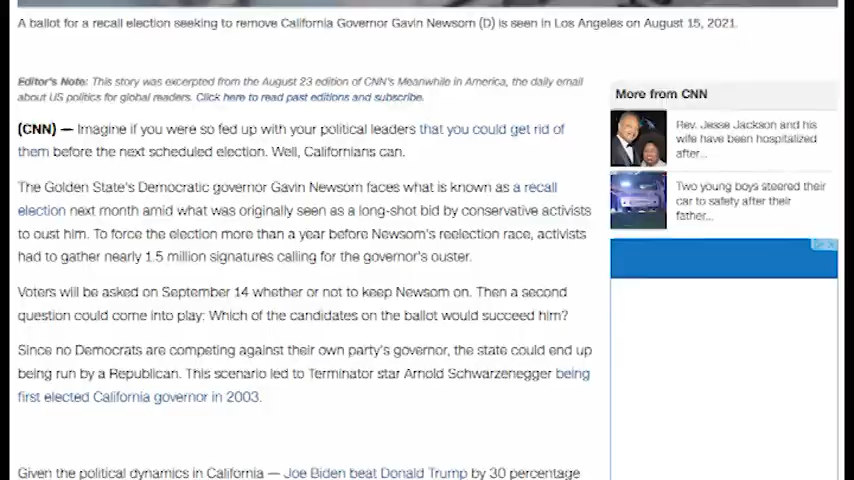 A ballot for a recall election seeking to remove California Governor Gavin Newsom (D) is seen in Los Angeles on August 15, 2021.
Editor's Note: This story was excerpted from the August 23 edition of CNN's Meanwhile in America, the daily email
about US politics for global readers. Click here to read past editions and subscribe.
(CNN) — Imagine if you were so fed up with your political leaders that you could get rid of
them before the next scheduled election. Well, Californians can.
The Golden State's Democratic governor Gavin Newsom faces what is known as a recall
election next month amid what was originally seen as a long-shot bid by conservative activists
to oust him. To force the election more than a year before Newsom's reelection race, activists
had to gather nearly 1.5 million signatures calling for the governor's ouster.
Voters will be asked on September 14 whether or not to keep Newsom on. Then a second
question could come into play: Which of the candidates on the ballot would succeed him?
Since no Democrats are competing against their own party's governor, the state could end up
being run by a Republican. This scenario led to Terminator star Arnold Schwarzenegger being
first elected California governor in 2003.
Given the political dynamics in California — Joe Biden beat Donald Trump by 30 percentage
More from CNN
Rev. Jesse Jackson and his
wife have been hospitalized
after...
Two young boys steered their
car to safety after their
father...